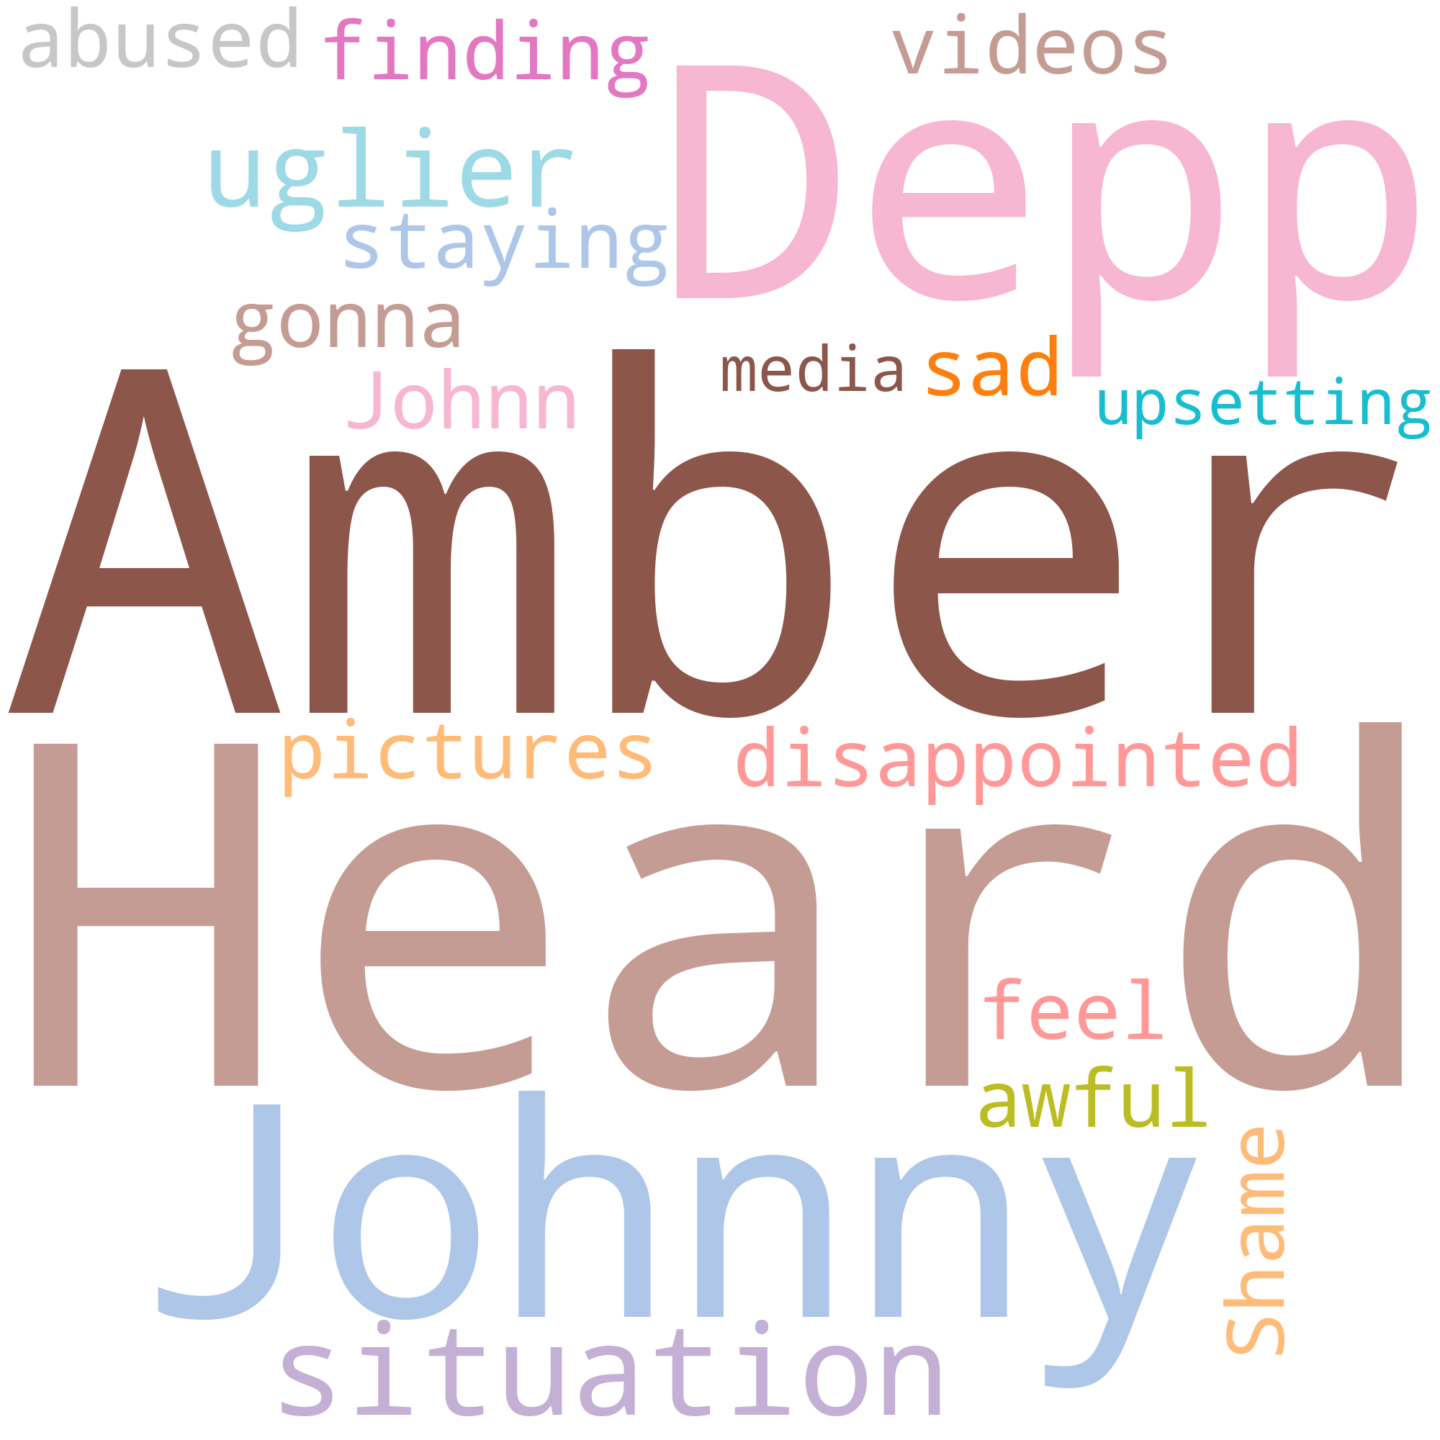 abused finding videos
Depp
uglier
staying
gonna
media sad
Johnn upsetting
Amber
pictures disappointed
Heard
feel
awful
Johnny
Shame
situation